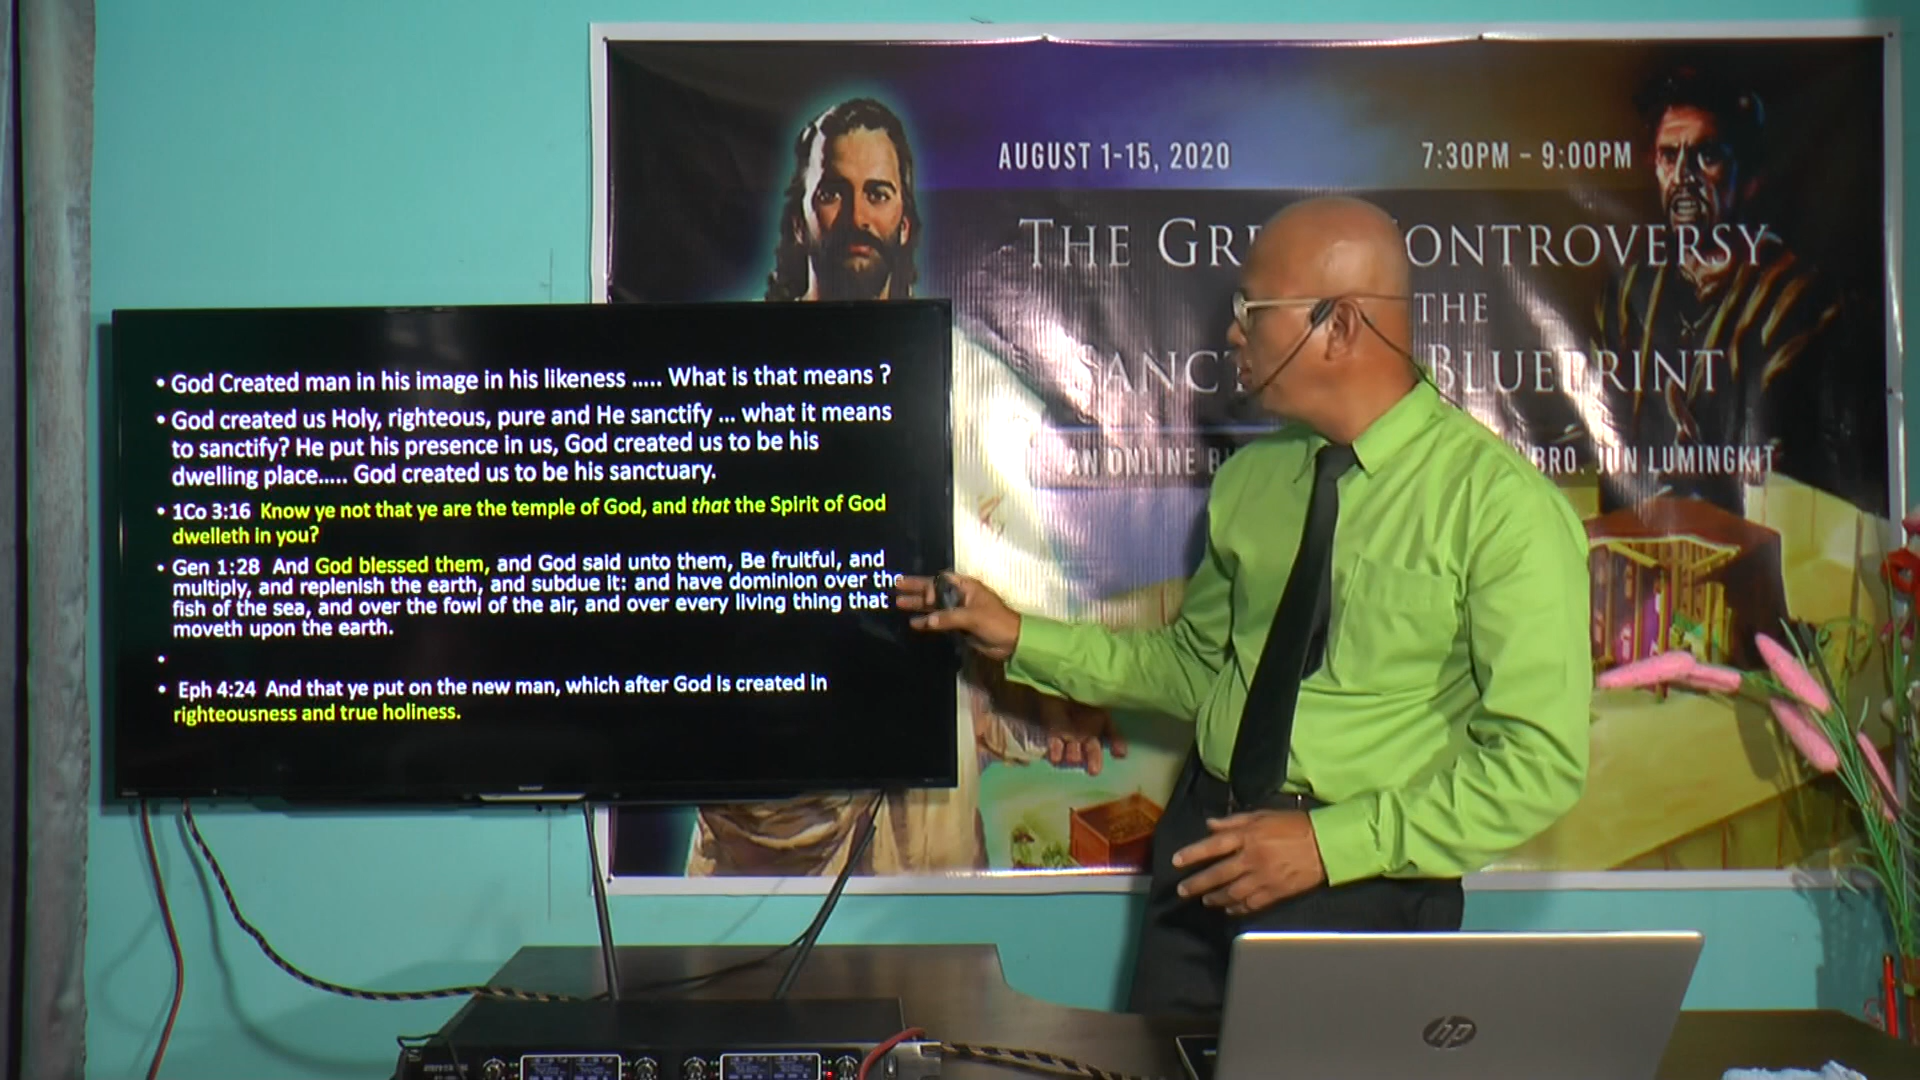 AUGUST 1-15, 2020
7:30PM – 9:00PM
THE GRE ONTROVERSY
THE
SANCT BLUEPRINT
AN ONLINE BI BRO. JUN LUMINGKIT
• God Created man in his image in his likeness ..... What is that means ?
• God created us Holy, righteous, pure and He sanctify ... what it means
to sanctify? He put his presence in us, God created us to be his
dwelling place..... God created us to be his sanctuary.
• 1Co 3:16 Know ye not that ye are the temple of God, and that the Spirit of God
dwelleth in you?
• Gen 1:28 And God blessed them, and God said unto them, Be fruitful, and
multiply, and replenish the earth, and subdue it: and have dominion over the
fish of the sea, and over the fowl of the air, and over every living thing that
moveth upon the earth.
•
• Eph 4:24 And that ye put on the new man, which after God is created in
righteousness and true holiness.
SHARP
hp